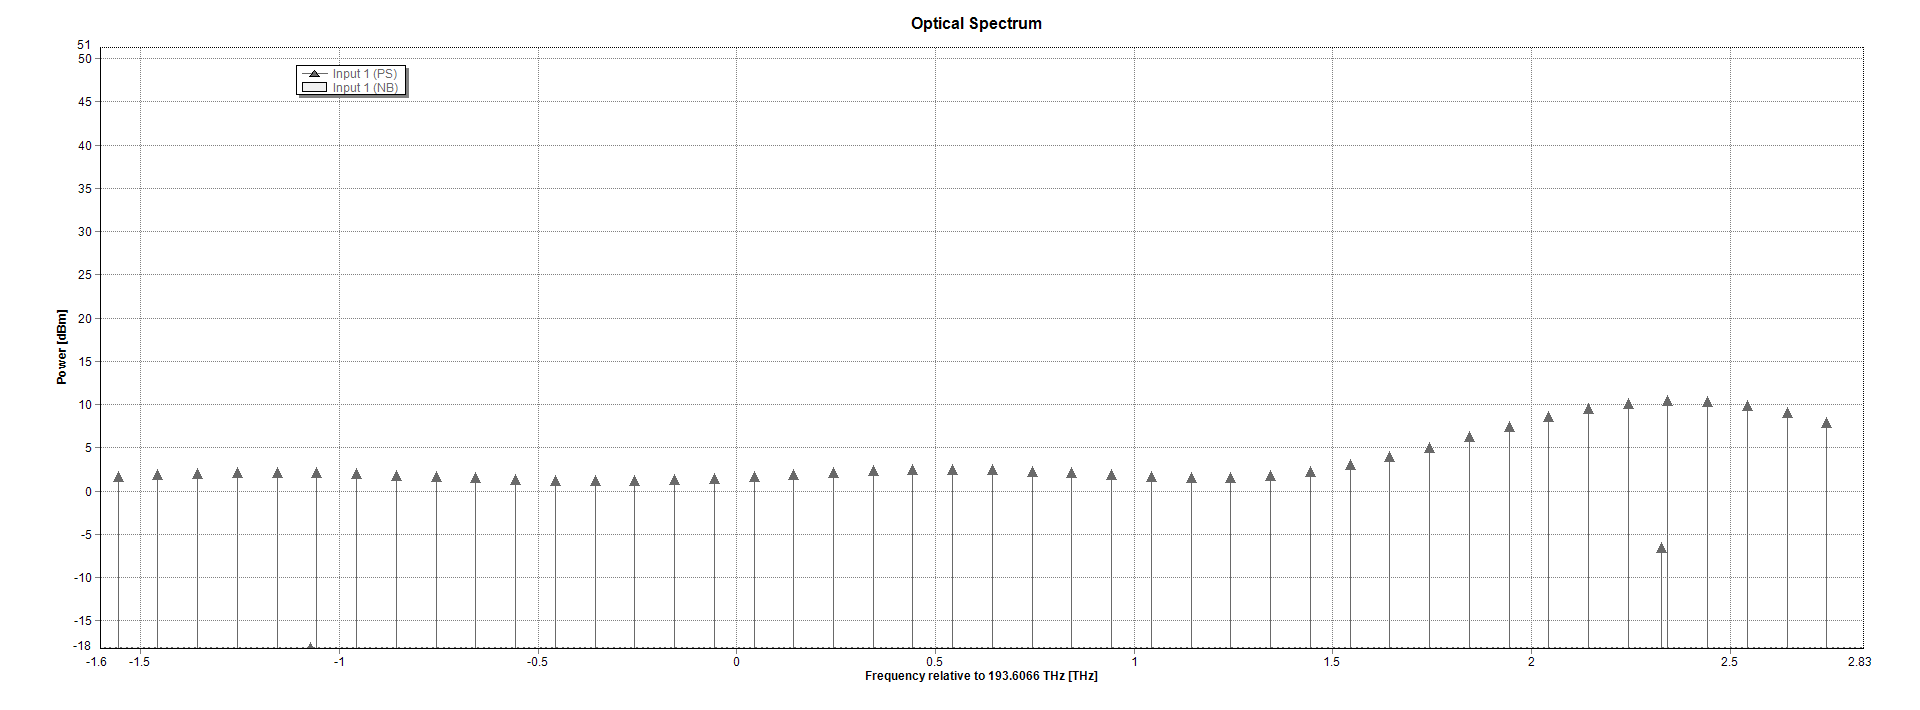 Optical Spectrum
51
50
45
40
35
30
25
20
15
10
5
0
-5
-10
-15
-18
Power [dBm]
Input 1 (PS)
Input 1 (NB)
-1.6 -1.5 -1 -0.5 0 0.5 1 1.5 2 2.5 2.83
Frequency relative to 193.6066 THz [THz]